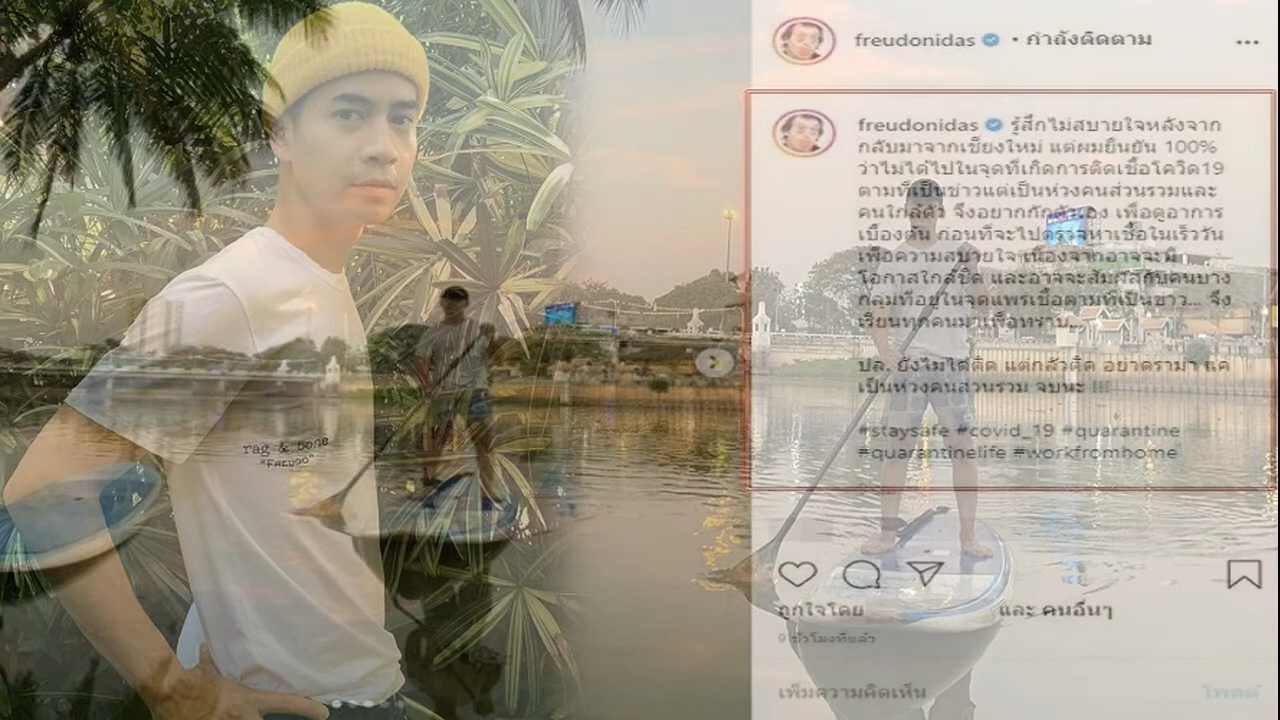 rag & bone
"FREUDO"
freudonidas • กำลังติดตาม
freudonidas รู้สึกไม่สบายใจหลังจาก
กลับมาจากเชียงใหม่ แต่ผมยืนยัน 100%
ว่าไม่ได้ไปในจุดที่เกิดการติดเชื้อโควิด19
ตามที่เป็นข่าวแต่เป็นห่วงคนส่วนรวมและ
คนใกล้ตัว จึงอยากกักตัวเอง เพื่อดูอาการ
เบื้องต้น ก่อนที่จะไปตรวจหาเชื้อในเร็ววัน
เพื่อความสบายใจ เนื่องจากอาจจะมี
โอกาสใกล้ชิด และอาจจะสัมผัสกับคนบาง
กลุ่มที่อยู่ในจุดแพร่เชื้อตามที่เป็นข่าว... จึง
เรียนทุกคนมาเพื่อทราบ..
ปล. ยังไม่ได้ติด แต่กลัวติด อย่าดราม่า แค่
เป็นห่วงคนส่วนรวม จบนะ !!!!
#staysafe #covid_19 #quarantine
#quarantinelife #workfromhome
ถูกใจโดย และ คนอื่นๆ
9 ชั่วโมงที่แล้ว
เพิ่มความคิดเห็น โพสต์